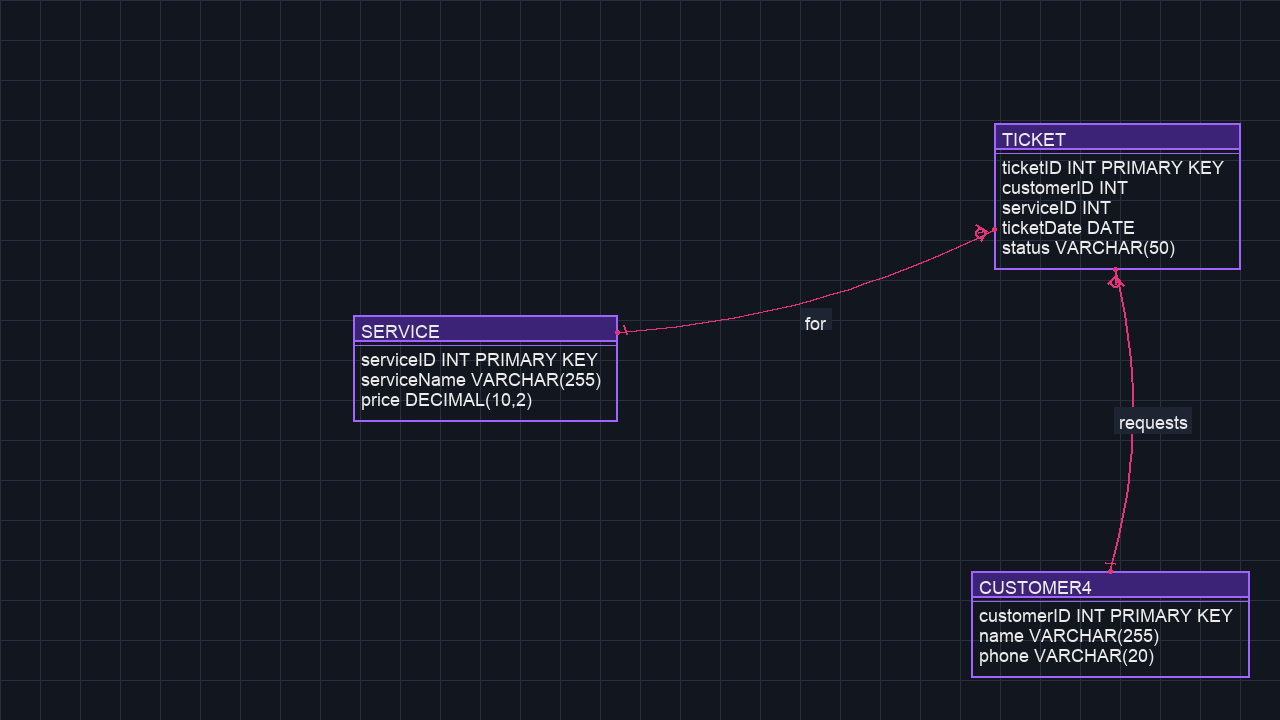 TICKET
ticketID INT PRIMARY KEY
customerID INT
serviceID INT
ticketDate DATE
status VARCHAR(50)
for
SERVICE
serviceID INT PRIMARY KEY
serviceName VARCHAR(255)
price DECIMAL(10,2)
requests
CUSTOMER4
customerID INT PRIMARY KEY
name VARCHAR(255)
phone VARCHAR(20)